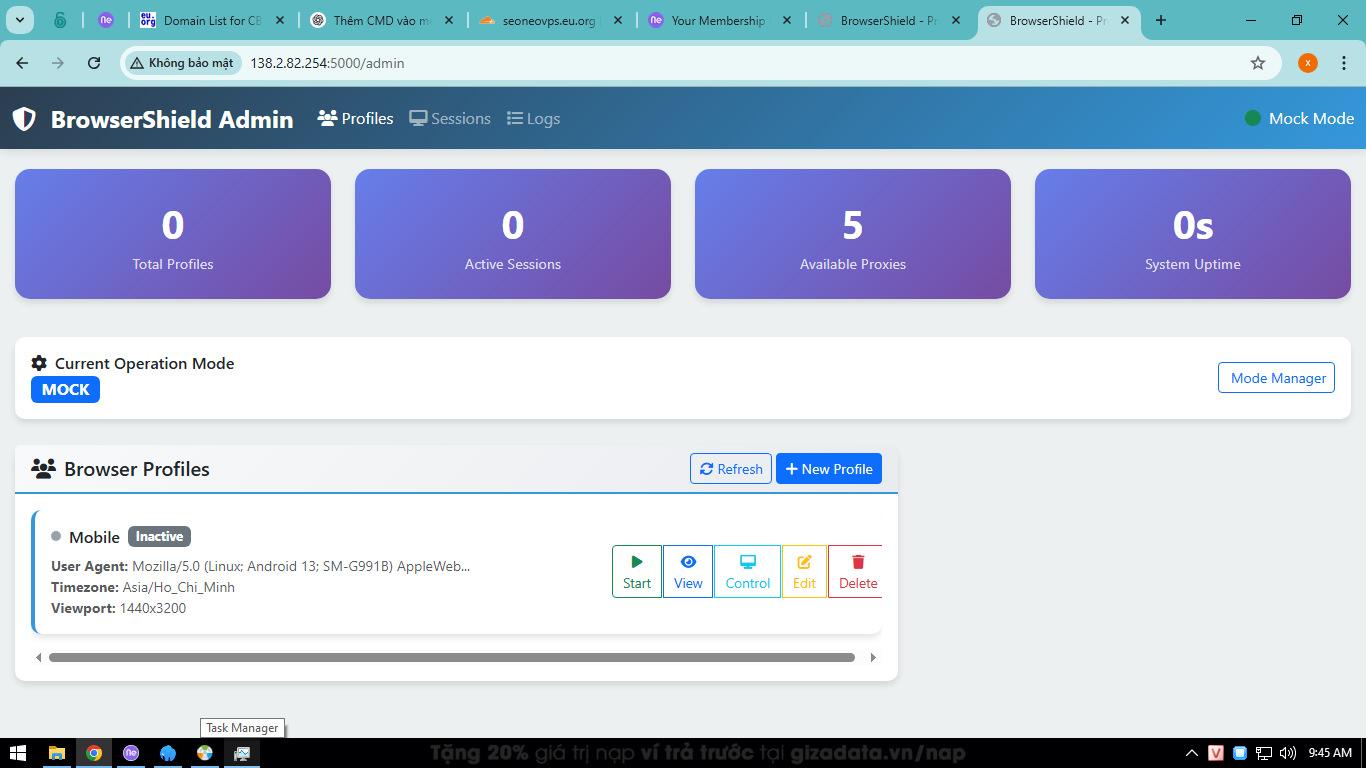 Domain List for CB
Thêm CMD vào m
seoneovps.eu.org
Your Membership
BrowserShield - Pr
BrowserShield - Pr
Không bảo mật
138.2.82.254:5000/admin
x
BrowserShield Admin
Profiles
Sessions
Logs
Mock Mode
0
Total Profiles
0
Active Sessions
5
Available Proxies
0s
System Uptime
Current Operation Mode
MOCK
Mode Manager
Browser Profiles
Refresh
New Profile
Mobile
Inactive
User Agent: Mozilla/5.0 (Linux; Android 13; SM-G991B) AppleWeb...
Timezone: Asia/Ho_Chi_Minh
Viewport: 1440x3200
Start
View
Control
Edit
Delete
Task Manager
Tặng 20% giá trị nạp ví trả trước tại gizadata.vn/nap
9:45 AM